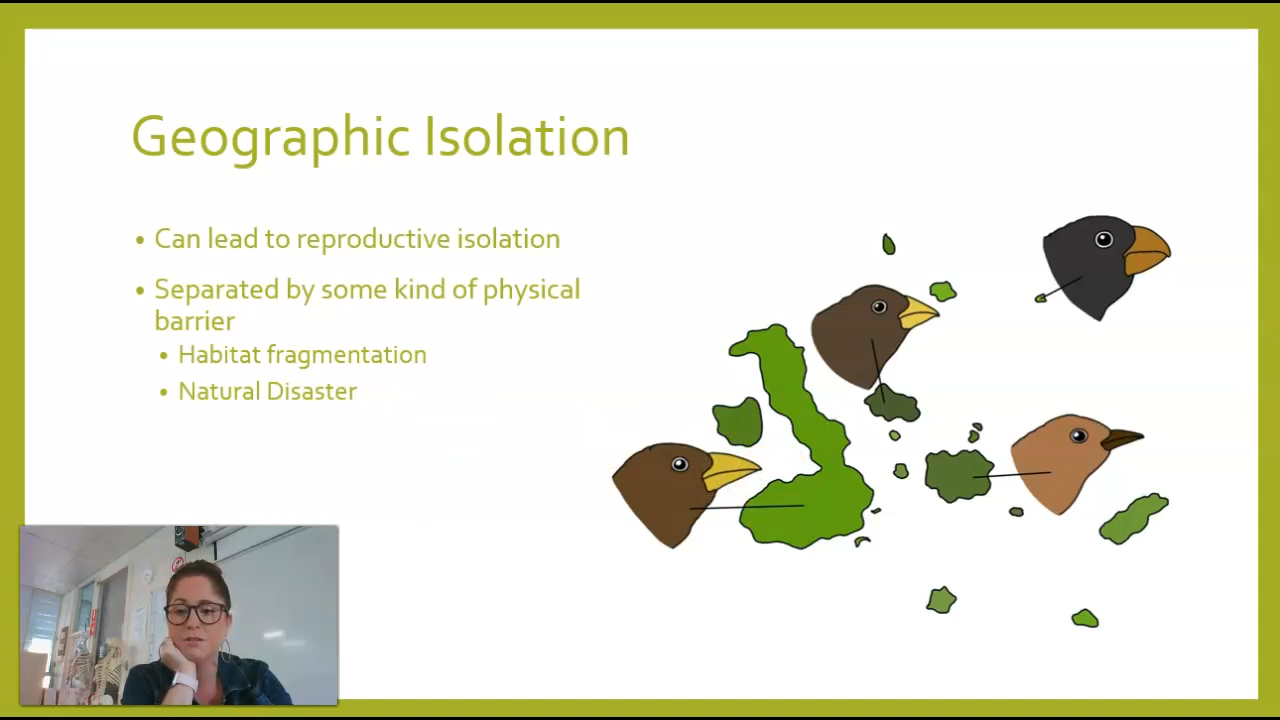 Geographic Isolation
• Can lead to reproductive isolation
• Separated by some kind of physical
barrier
• Habitat fragmentation
• Natural Disaster